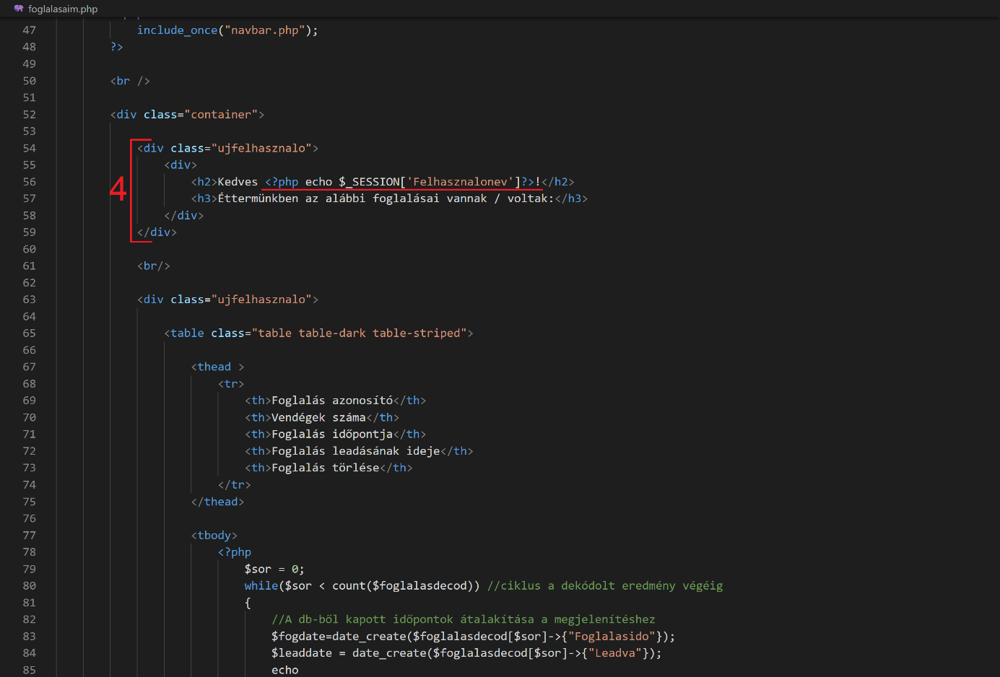 foglalasaim.php
47 include_once("navbar.php");
48 ?>
49
50 <br />
51
52 <div class="container">
53
54 <div class="ujfelhasznalo">
55 <div>
56 <h2>Kedves <?php echo $_SESSION['Felhasznalonev']?>!</h2>
4
57 <h3>Éttermünkben az alábbi foglalásai vannak / voltak:</h3>
58 </div>
59 </div>
60
61 <br/>
62
63 <div class="ujfelhasznalo">
64
65 <table class="table table-dark table-striped">
66
67 <thead >
68 <tr>
69 <th>Foglalás azonosító</th>
70 <th>Vendégek száma</th>
71 <th>Foglalás időpontja</th>
72 <th>Foglalás leadásának ideje</th>
73 <th>Foglalás törlése</th>
74 </tr>
75 </thead>
76
77 <tbody>
78 <?php
79 $sor = 0;
80 while($sor < count($foglalasdecod)) //ciklus a dekódolt eredmény végéig
81 {
82 //A db-ből kapott időpontok átalakítása a megjelenítéshez
83 $fogdate=date_create($foglalasdecod[$sor]->{"Foglalasido"});
84 $leaddate = date_create($foglalasdecod[$sor]->{"Leadva"});
85 echo